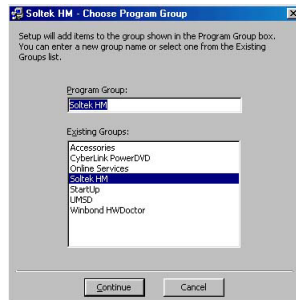 Soltek HM - Choose Program Group
Setup will add items to the group shown in the Program Group box.
You can enter a new group name or select one from the Existing
Groups list.
Program Group:
Soltek HM
Existing Groups:
Accessories
CyberLink PowerDVD
Online Services
Soltek HM
StartUp
UMSD
Winbond HWDoctor
Continue
Cancel